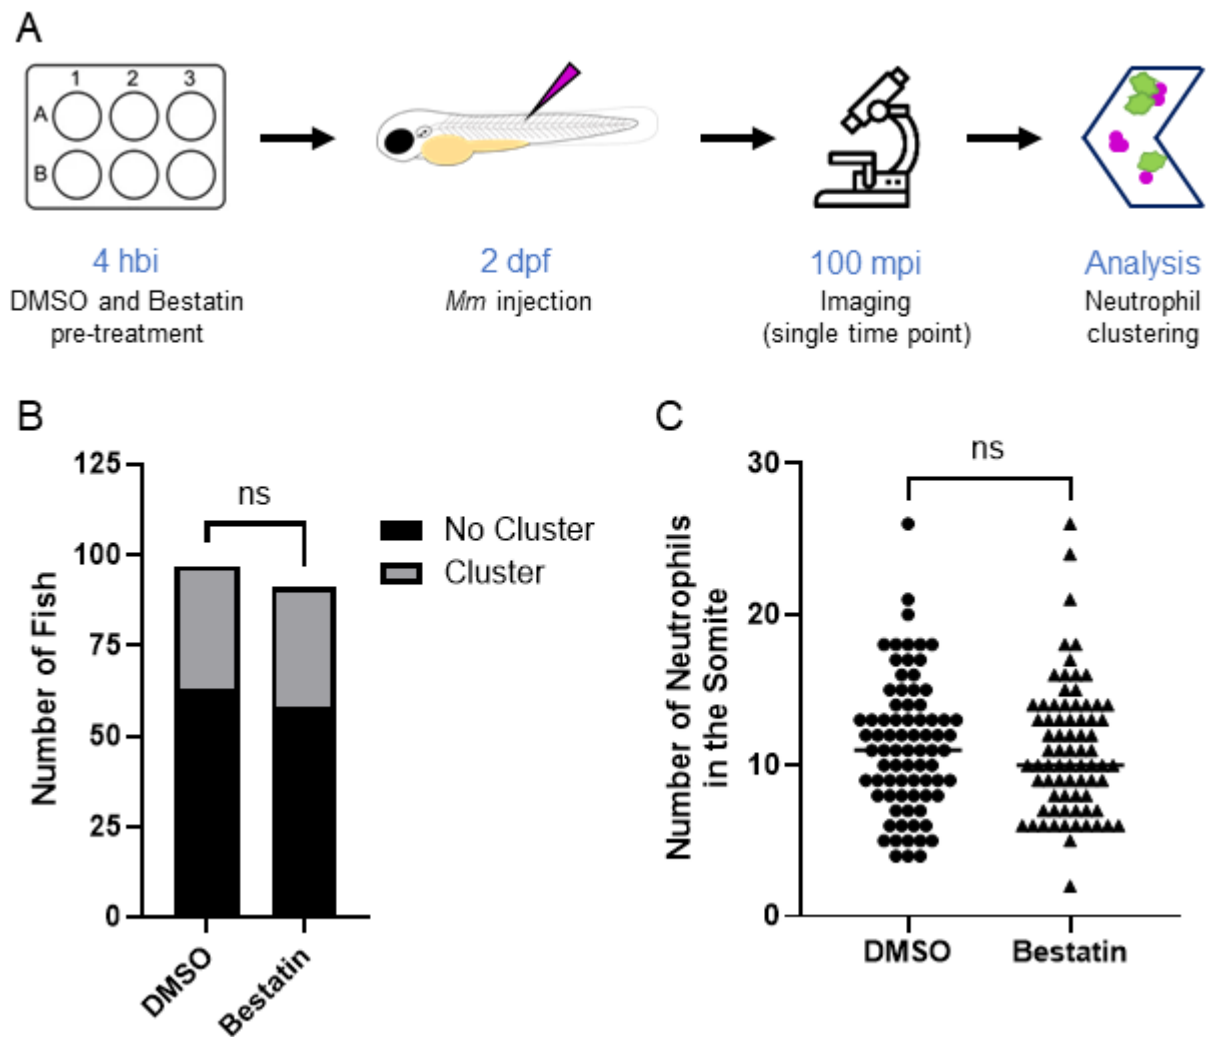 A
1 2 3
A
B
4 hbi
DMSO and Bestatin
pre-treatment
2 dpf
Mm injection
100 mpi
Imaging
(single time point)
Analysis
Neutrophil
clustering
B
Number of Fish
125
100
75
50
25
0
ns
No Cluster
Cluster
DMSO
Bestatin
C
Number of Neutrophils
in the Somite
30
20
10
0
ns
DMSO
Bestatin